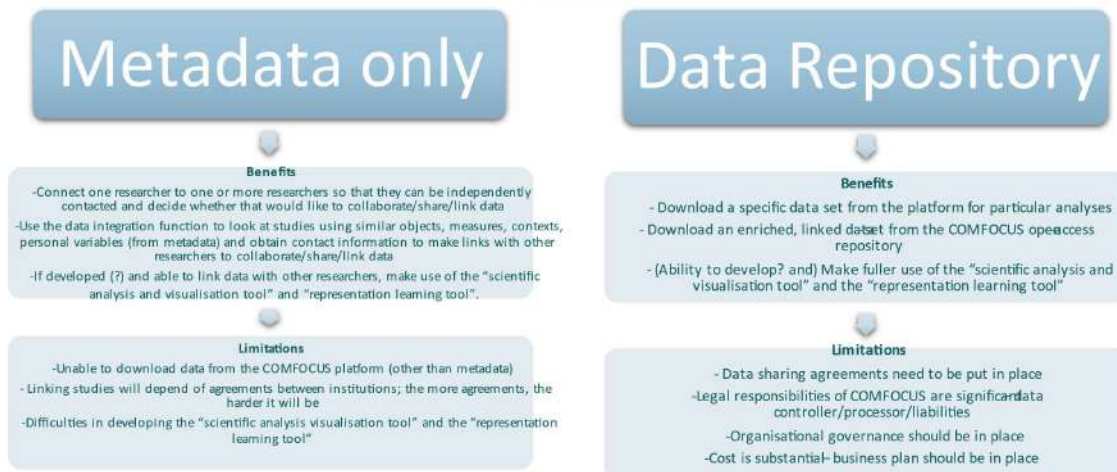 Metadata only
Benefits
-Connect one researcher to one or more researchers so that they can be independently
contacted and decide whether that would like to collaborate/share/link data
-Use the data integration function to look at studies using similar objects, measures, contexts,
personal variables (from metadata) and obtain contact information to make links with other
researchers to collaborate/share/link data
-If developed (?) and able to link data with other researchers, make use of the “scientific
analysis and visualisation tool” and “representation learning tool”.
Limitations
-Unable to download data from the COMFOCUS platform (other than metadata)
- Linking studies will depend of agreements between institutions; the more agreements, the
harder it will be
-Difficulties in developing the “scientific analysis visualisation tool” and the “representation
learning tool”
Data Repository
Benefits
- Download a specific data set from the platform for particular analyses
- Download an enriched, linked dataset from the COMFOCUS open-access
repository
- (Ability to develop? and) Make fuller use of the “scientific analysis and
visualisation tool” and the “representation learning tool”
Limitations
- Data sharing agreements need to be put in place
-Legal responsibilities of COMFOCUS are significant-data
controller/processor/liabilities
-Organisational governance should be in place
-Cost is substantial– business plan should be in place